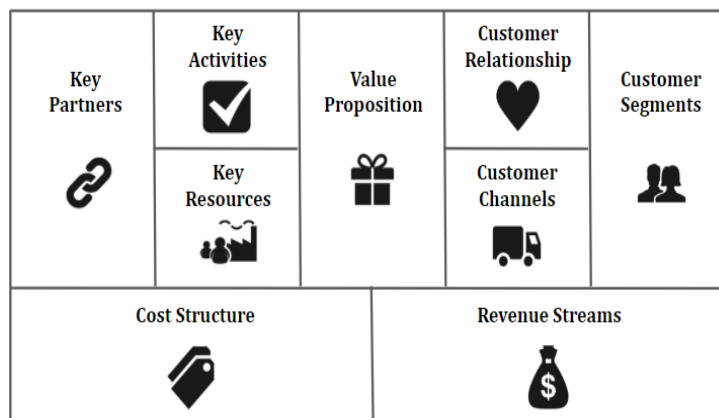 Key
Partners
Key
Activities
Key
Resources
Value
Proposition
Customer
Relationship
Customer
Channels
Customer
Segments
Cost Structure
Revenue Streams
$